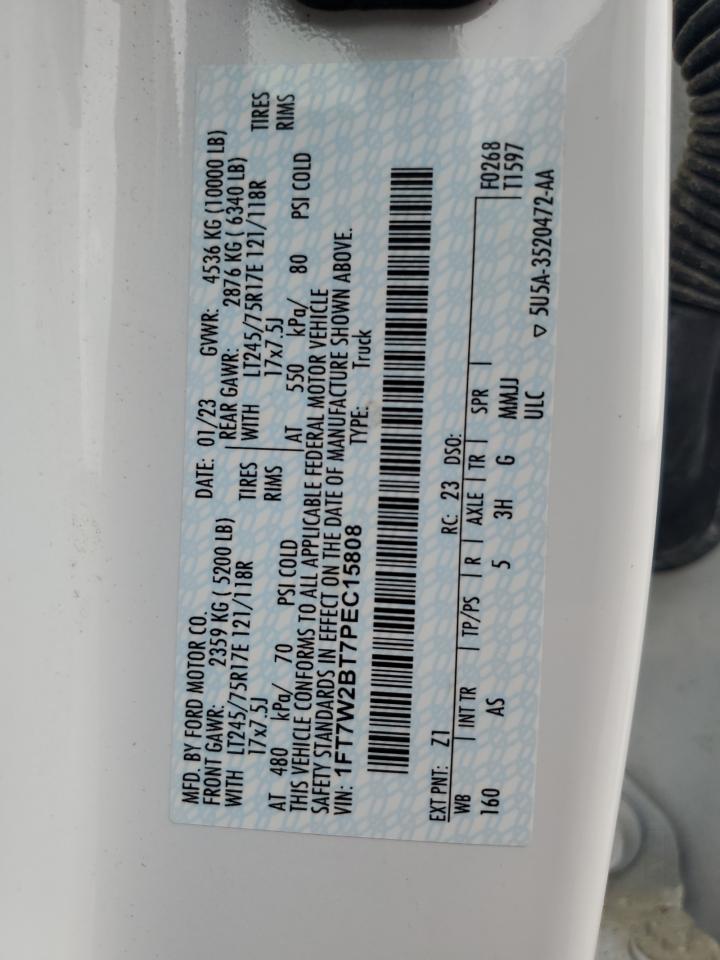 MFD. BY FORD MOTOR CO.
DATE: 01/23 GVWR: 4536 KG (10000 LB)
FRONT GAWR: 2359 KG ( 5200 LB) REAR GAWR: 2876 KG ( 6340 LB)
WITH LT245/75R17E 121/118R TIRES WITH LT245/75R17E 121/118R TIRES
17x7.5J RIMS 17x7.5J RIMS
AT 480 kPa/ 70 PSI COLD AT 550 kPa/ 80 PSI COLD
THIS VEHICLE CONFORMS TO ALL APPLICABLE FEDERAL MOTOR VEHICLE
SAFETY STANDARDS IN EFFECT ON THE DATE OF MANUFACTURE SHOWN ABOVE.
VIN: 1FT7W2BT7PEC15808 TYPE: Truck
EXT PNT: Z1 RC: 23 DSO: F0268
WB INT TR TP/PS R AXLE TR SPR T1597
160 AS 5 3H G MMJJ
ULC ▽ 5U5A-3520472-AA